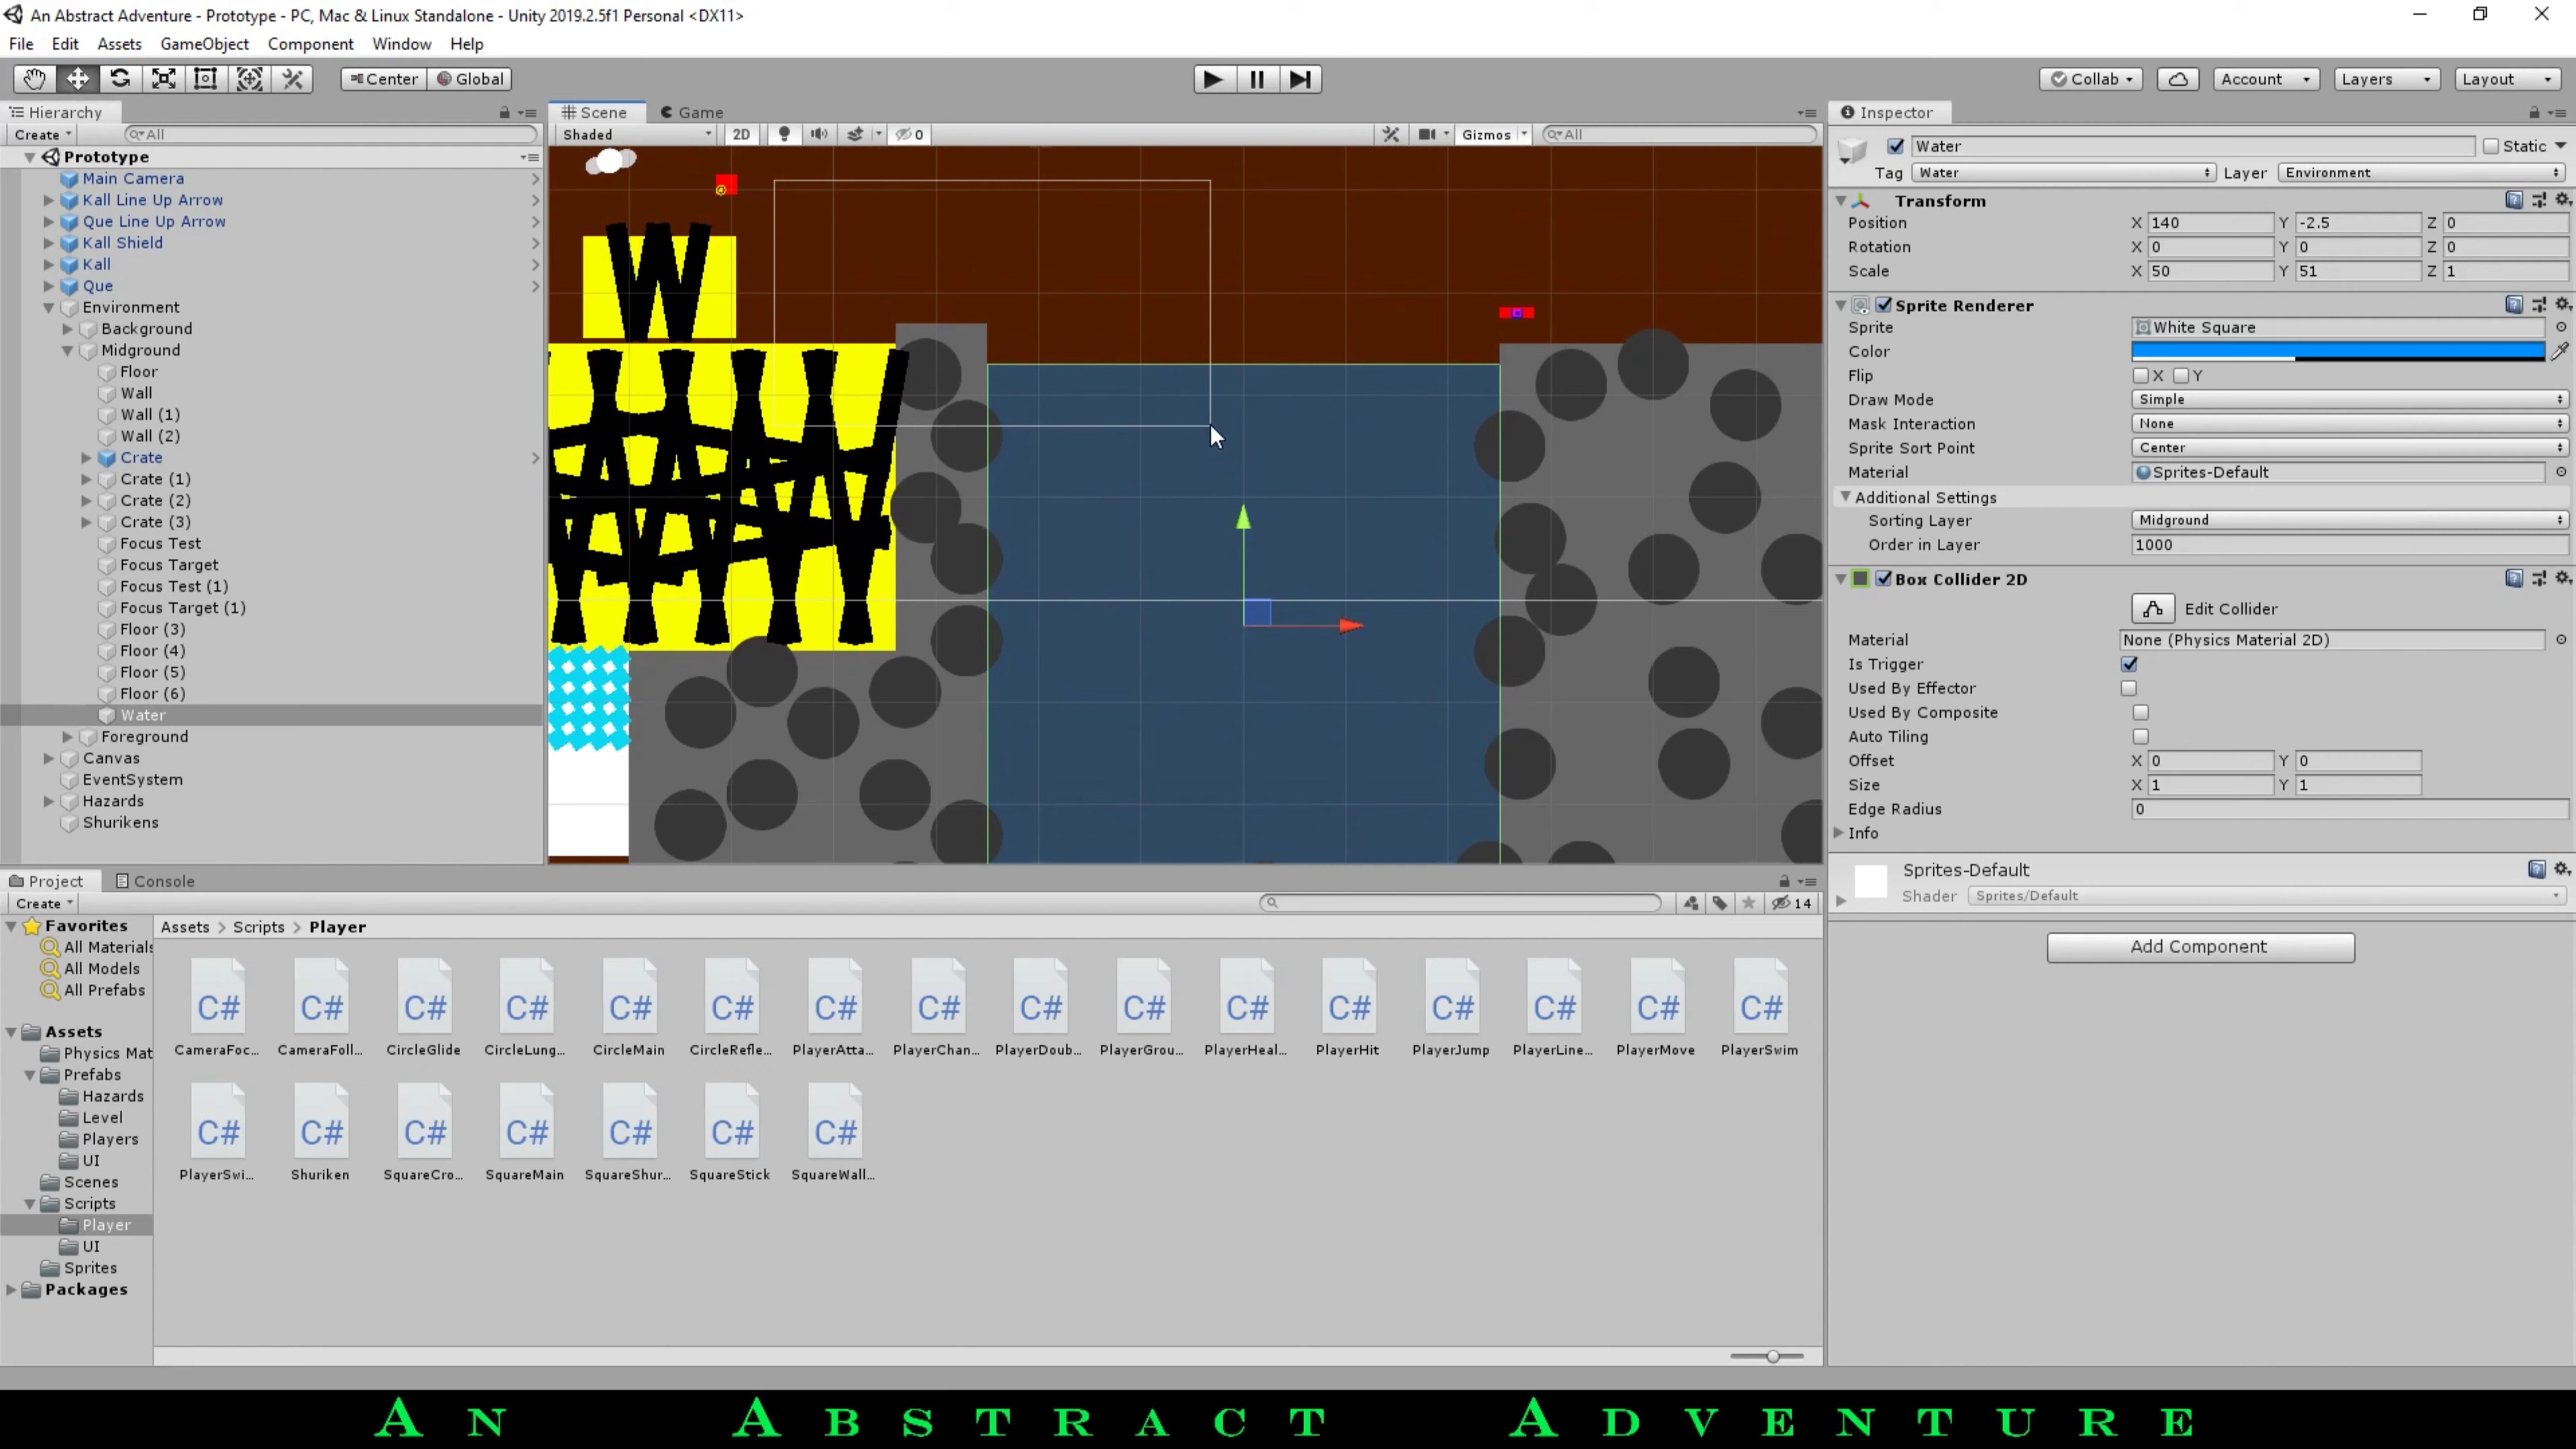 An Abstract Adventure - Prototype - PC, Mac & Linux Standalone - Unity 2019.2.5f1 Personal <DX11>
File Edit Assets GameObject Component Window Help
Center Global Collab Account Layers Layout
Hierarchy
Create All
Prototype
Main Camera
Kall Line Up Arrow
Que Line Up Arrow
Kall Shield
Kall
Que
Environment
Background
Midground
Floor
Wall
Wall (1)
Wall (2)
Crate
Crate (1)
Crate (2)
Crate (3)
Focus Test
Focus Target
Focus Test (1)
Focus Target (1)
Floor (3)
Floor (4)
Floor (5)
Floor (6)
Water
Foreground
Canvas
EventSystem
Hazards
Shurikens
Scene Game
Shaded 2D 0 Gizmos All
W
Inspector
Water Static
Tag Water Layer Environment
Transform
Position X 140 Y -2.5 Z 0
Rotation X 0 Y 0 Z 0
Scale X 50 Y 51 Z 1
Sprite Renderer
Sprite White Square
Color
Flip X Y
Draw Mode Simple
Mask Interaction None
Sprite Sort Point Center
Material Sprites-Default
Additional Settings
Sorting Layer Midground
Order in Layer 1000
Box Collider 2D
Edit Collider
Material None (Physics Material 2D)
Is Trigger
Used By Effector
Used By Composite
Auto Tiling
Offset X 0 Y 0
Size X 1 Y 1
Edge Radius 0
Info
Sprites-Default
Shader Sprites/Default
Add Component
Project Console
Create 14
Favorites
All Materials
All Models
All Prefabs
Assets
Physics Mat
Prefabs
Hazards
Level
Players
UI
Scenes
Scripts
Player
UI
Sprites
Packages
Assets > Scripts > Player
C# C# C# C# C# C# C# C# C# C# C# C# C# C# C# C#
CameraFoc... CameraFoll... CircleGlide CircleLung... CircleMain CircleRefle... PlayerAtta... PlayerChan... PlayerDoub... PlayerGrou... PlayerHeal... PlayerHit PlayerJump PlayerLine... PlayerMove PlayerSwim
C# C# C# C# C# C# C#
PlayerSwi... Shuriken SquareCro... SquareMain SquareShur... SquareStick SquareWall...
An Abstract Adventure